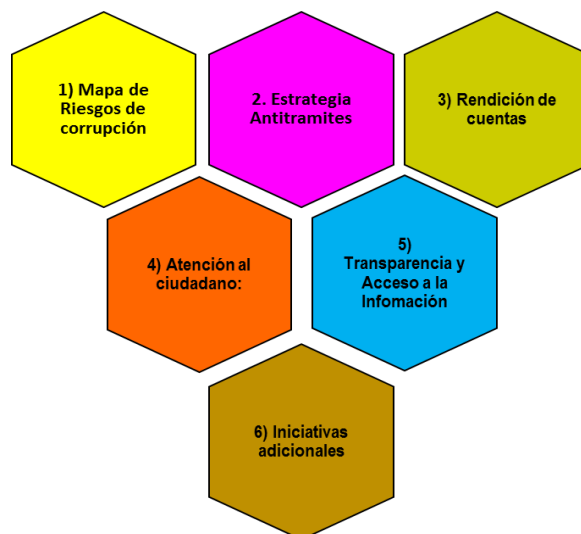 1) Mapa de
Riesgos de
corrupción
2. Estrategia
Antitramites
3) Rendición de
cuentas
4) Atención al
ciudadano:
5)
Transparencia y
Acceso a la
Infomación
6) Iniciativas
adicionales